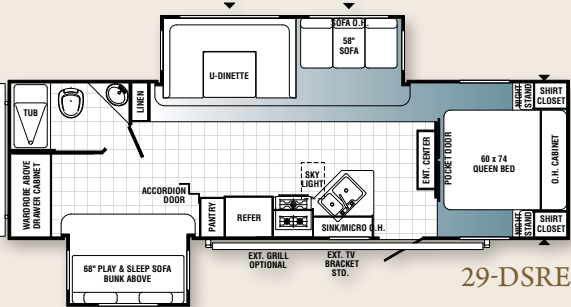 SOFA O.H.
58"
SOFA
U-DINETTE
TUB
LINEN
NIGHT
STAND
SHIRT
CLOSET
WARDROBE ABOVE
DRAWER CABINET
ACCORDION
DOOR
SKY
LIGHT
ENT. CENTER
POCKET DOOR
60 x 74
QUEEN BED
O.H. CABINET
PANTRY
REFER
SINK/MICRO O.H.
NIGHT
STAND
SHIRT
CLOSET
68" PLAY & SLEEP SOFA
BUNK ABOVE
EXT. GRILL
OPTIONAL
EXT. TV
BRACKET
STD.
29-DSRE